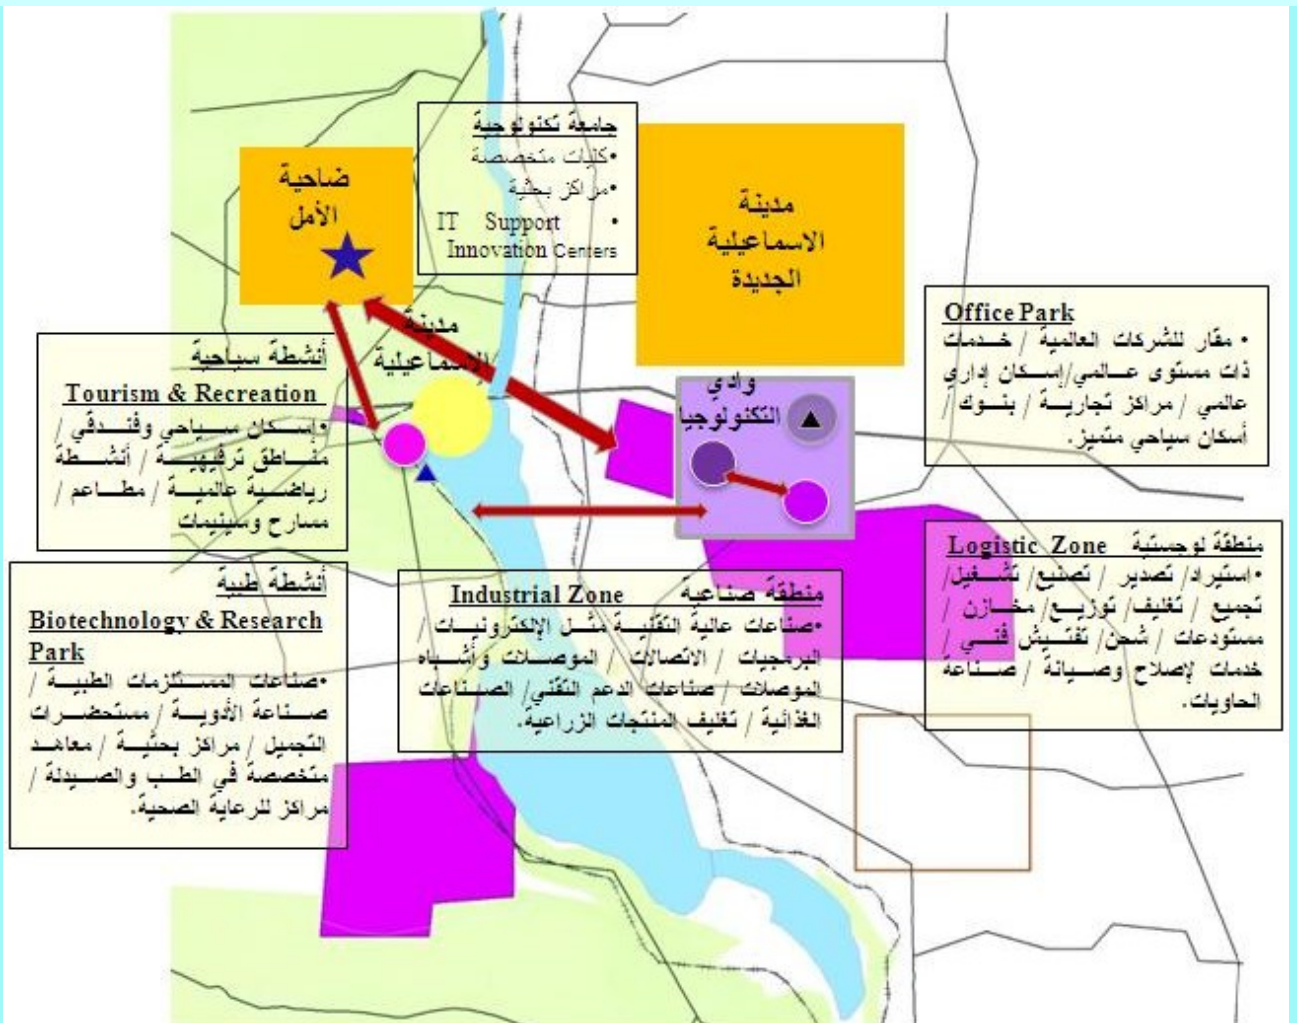 جامعة تكنولوجية
•كليات متخصصة
•مراكز بحثية
• IT Support
Innovation Centers
ضاحية
الأمل
مدينة
الاسماعيلية
الجديدة
مدينة
الإسماعيلية
وادي
التكنولوجيا
Office Park
• مقار للشركات العالمية / خدمات
ذات مستوى عالمي/إسكان إداري
عالمي / مراكز تجارية / بنوك /
أسكان سياحي متميز.
أنشطة سياحية
Tourism & Recreation
•إسكان سياحي وفندقي /
مناطق ترفيهية / أنشطة
رياضية عالمية / مطاعم /
مسارح وسينيمات
منطقة لوجستية Logistic Zone
•استيراد/ تصدير / تصنيع/ تشغيل/
تجميع / تغليف/ توزيع/ مخازن /
مستودعات / شحن/ تفتيش فني /
خدمات لإصلاح وصيانة / صناعة
الحاويات.
أنشطة طبية
Biotechnology & Research
Park
•صناعات المستلزمات الطبية /
صناعة الأدوية / مستحضرات
التجميل / مراكز بحثية / معاهد
متخصصة في الطب والصيدلة /
مراكز للرعاية الصحية.
منطقة صناعية Industrial Zone
•صناعات عالية التقنية مثل الإلكترونيات /
البرمجيات / الاتصالات / الموصلات وأشباه
الموصلات / صناعات الدعم التقني/ الصناعات
الغذائية / تغليف المنتجات الزراعية.